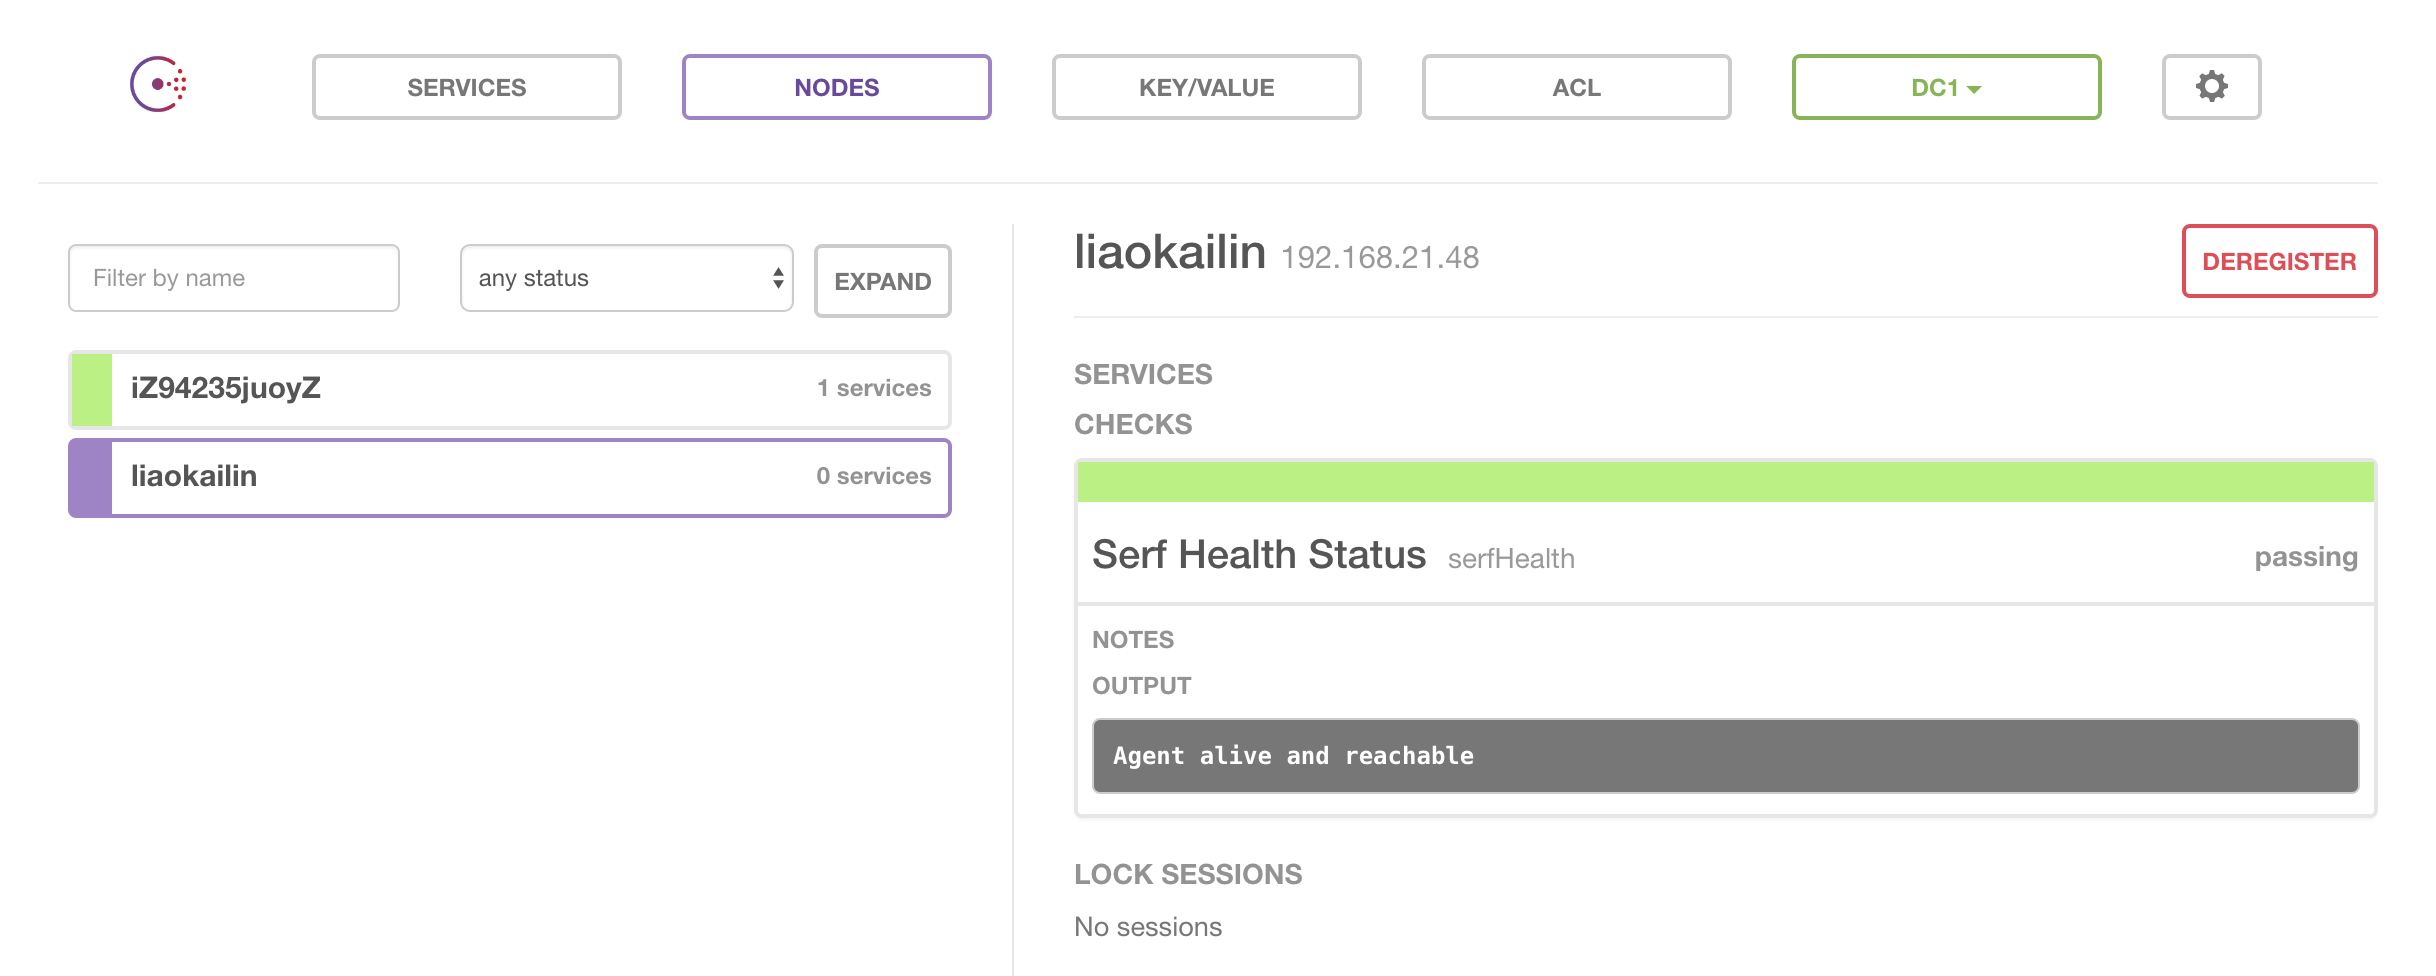 SERVICES NODES KEY/VALUE ACL DC1
Filter by name any status EXPAND
iZ94235juoyZ 1 services
liaokailin 0 services
liaokailin 192.168.21.48 DEREGISTER
SERVICES
CHECKS
Serf Health Status serfHealth passing
NOTES
OUTPUT
Agent alive and reachable
LOCK SESSIONS
No sessions